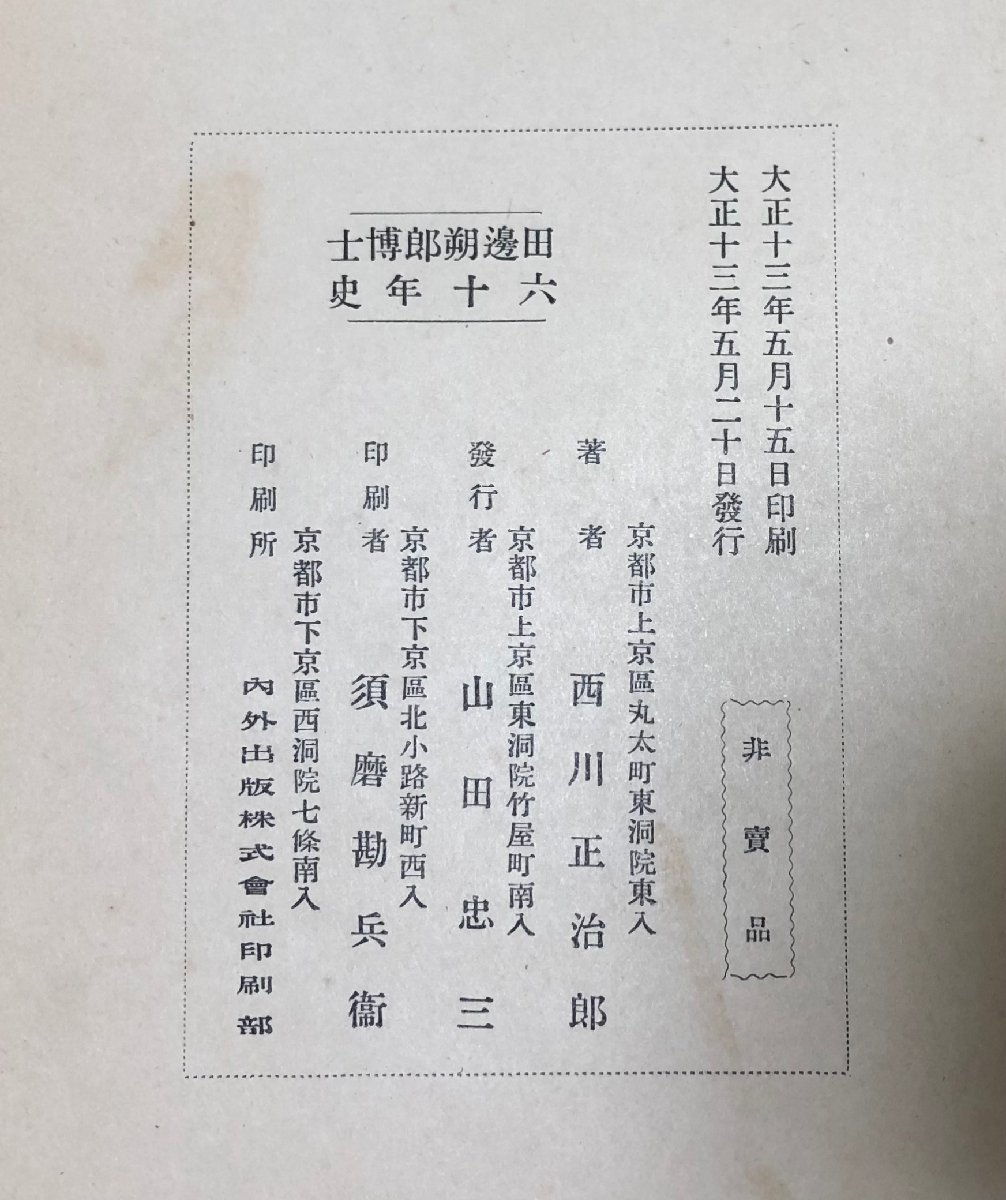 大正十三年五月十五日印刷
大正十三年五月二十日發行
非賣品
田邊朔郎博士
六十年史
京都市上京區丸太町東洞院東入
著者 西川正治郎
京都市上京區東洞院竹屋町南入
發行者 山田忠三
京都市下京區北小路新町西入
印刷者 須磨勘兵衞
京都市下京區西洞院七條南入
印刷所 內外出版株式會社印刷部